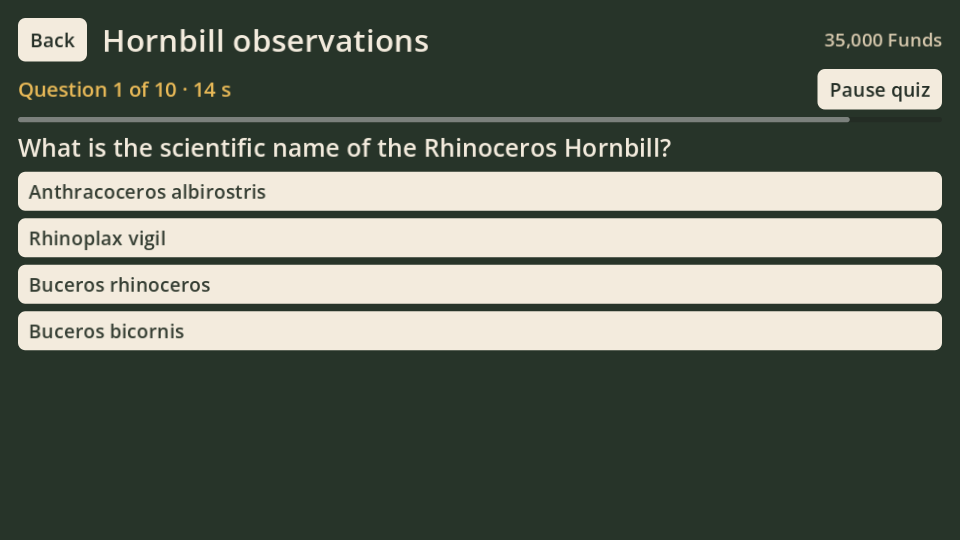 Back
Hornbill observations
35,000 Funds
Question 1 of 10 · 14 s
Pause quiz
What is the scientific name of the Rhinoceros Hornbill?
Anthracoceros albirostris
Rhinoplax vigil
Buceros rhinoceros
Buceros bicornis